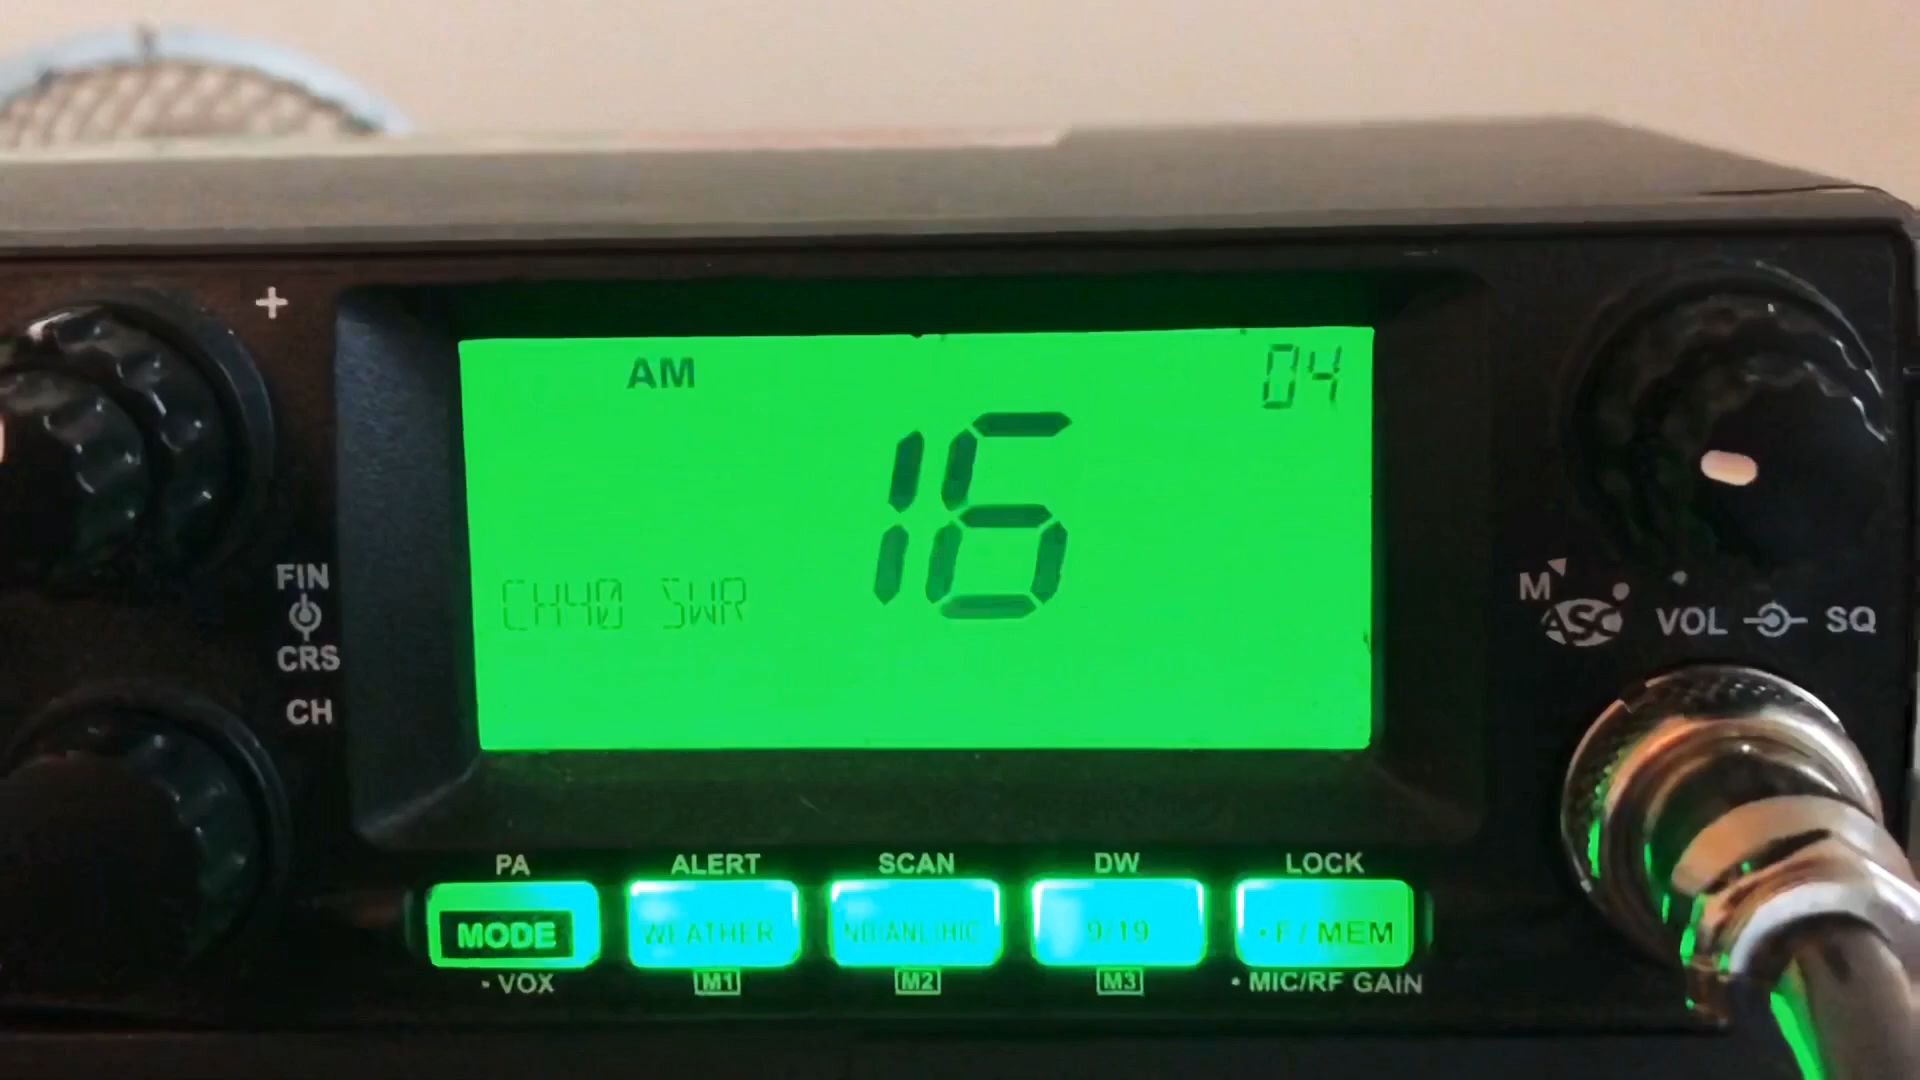 +
AM
04
16
CH40 SWR
FIN
CRS
CH
M
ASC
VOL
SQ
PA
ALERT
SCAN
DW
LOCK
MODE
WEATHER
NB/ANL/HIC
9/19
• F / MEM
• VOX
M1
M2
M3
• MIC/RF GAIN